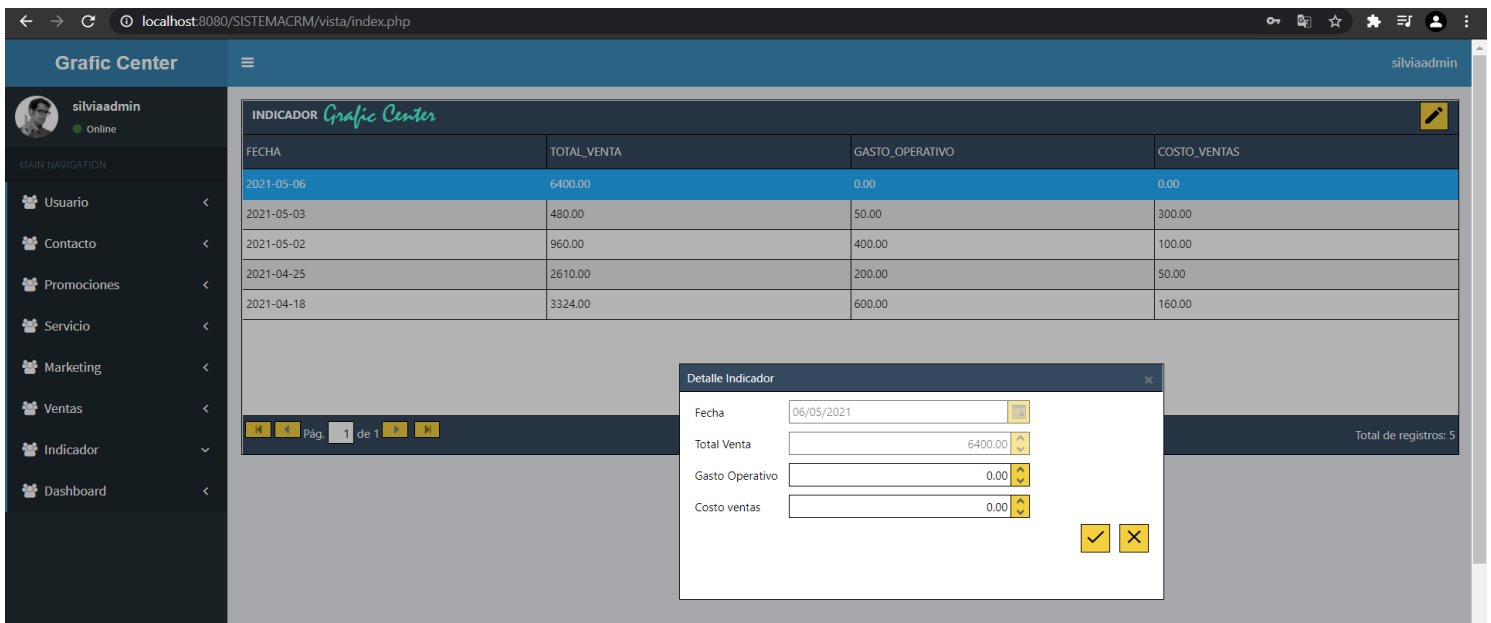 localhost:8080/SISTEMACRM/vista/index.php
Grafic Center
silviaadmin
silviaadmin
Online
MAIN NAVIGATION
Usuario
Contacto
Promociones
Servicio
Marketing
Ventas
Indicador
Dashboard
INDICADOR Grafic Center
FECHA TOTAL_VENTA GASTO_OPERATIVO COSTO_VENTAS
2021-05-06 6400.00 0.00 0.00
2021-05-03 480.00 50.00 300.00
2021-05-02 960.00 400.00 100.00
2021-04-25 2610.00 200.00 50.00
2021-04-18 3324.00 600.00 160.00
Pág. 1 de 1
Total de registros: 5
Detalle Indicador
Fecha 06/05/2021
Total Venta 6400.00
Gasto Operativo 0.00
Costo ventas 0.00